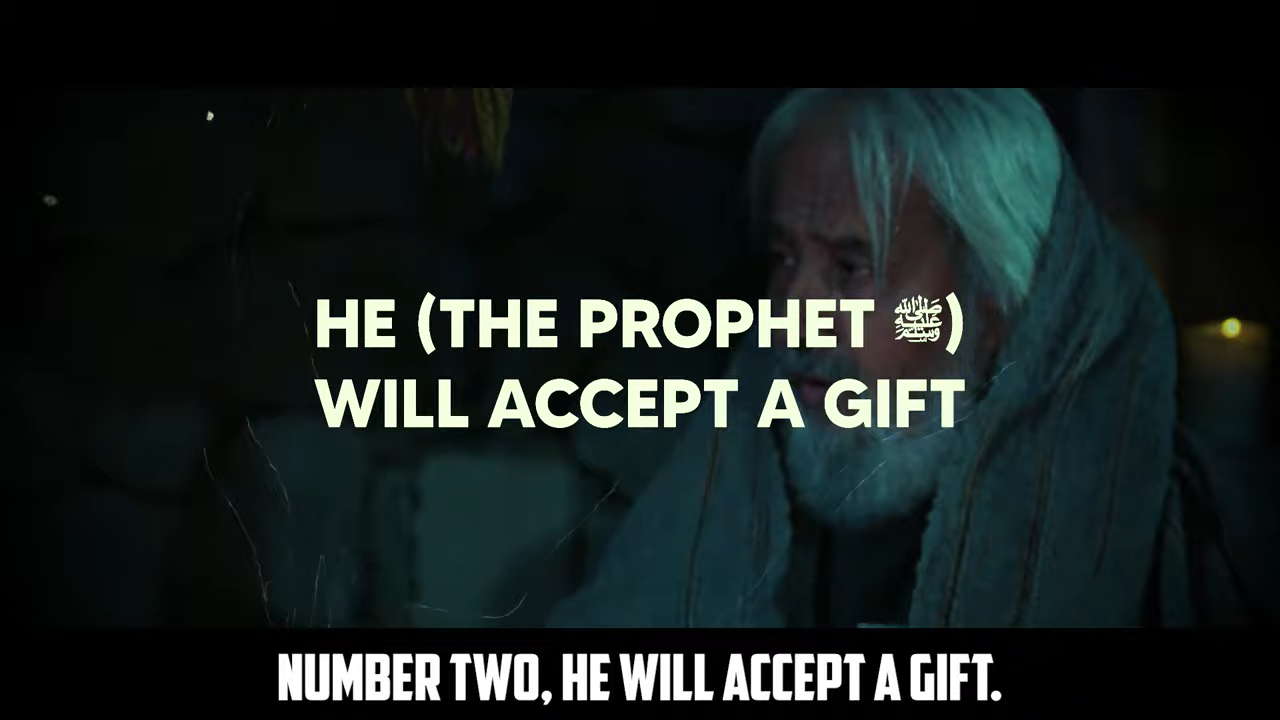 HE (THE PROPHET ﷺ)
WILL ACCEPT A GIFT
NUMBER TWO, HE WILL ACCEPT A GIFT.